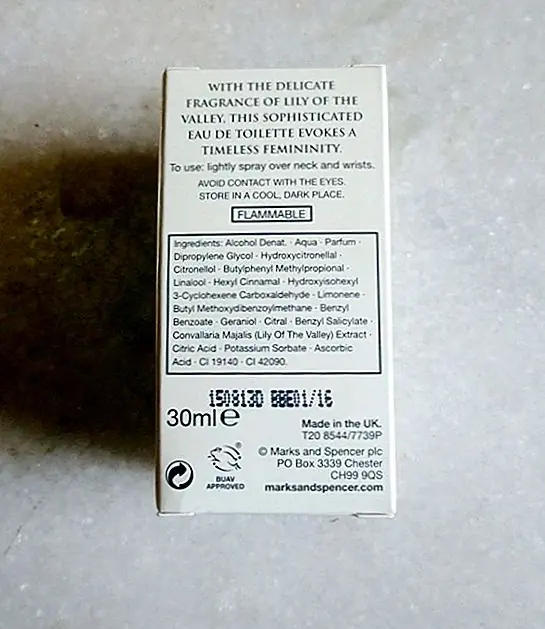 WITH THE DELICATE
FRAGRANCE OF LILY OF THE
VALLEY, THIS SOPHISTICATED
EAU DE TOILETTE EVOKES A
TIMELESS FEMININITY.
To use: lightly spray over neck and wrists.
AVOID CONTACT WITH THE EYES.
STORE IN A COOL, DARK PLACE.
FLAMMABLE
Ingredients: Alcohol Denat. · Aqua · Parfum ·
Dipropylene Glycol · Hydroxycitronellal ·
Citronellol · Butylphenyl Methylpropional ·
Linalool · Hexyl Cinnamal · Hydroxyisohexyl
3-Cyclohexene Carboxaldehyde · Limonene ·
Butyl Methoxydibenzoylmethane · Benzyl
Benzoate · Geraniol · Citral · Benzyl Salicylate ·
Convallaria Majalis (Lily Of The Valley) Extract ·
Citric Acid · Potassium Sorbate · Ascorbic
Acid · CI 19140 · CI 42090.
150813D BBE01/16
30ml e
Made in the UK.
T20 8544/7739P
© Marks and Spencer plc
PO Box 3339 Chester
CH99 9QS
marksandspencer.com
BUAV
APPROVED